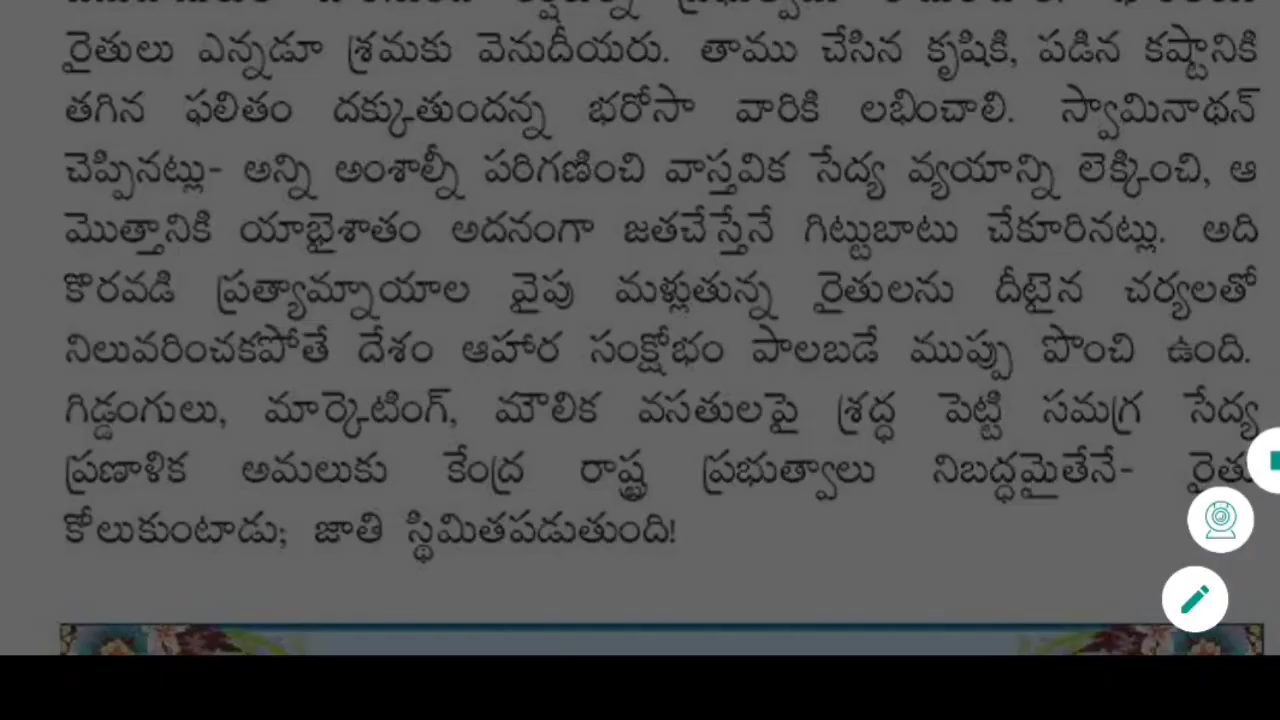 రైతులు ఎన్నడూ శ్రమకు వెనుదీయరు. తాము చేసిన కృషికి, పడిన కష్టానికి
తగిన ఫలితం దక్కుతుందన్న భరోసా వారికి లభించాలి. స్వామినాథన్
చెప్పినట్లు- అన్ని అంశాల్నీ పరిగణించి వాస్తవిక సేద్య వ్యయాన్ని లెక్కించి, ఆ
మొత్తానికి యాభైశాతం అదనంగా జతచేస్తేనే గిట్టుబాటు చేకూరినట్లు. అది
కొరవడి ప్రత్యామ్నాయాల వైపు మళ్లుతున్న రైతులను దీటైన చర్యలతో
నిలువరించకపోతే దేశం ఆహార సంక్షోభం పాలబడే ముప్పు పొంచి ఉంది.
గిడ్డంగులు, మార్కెటింగ్, మౌలిక వసతులపై శ్రద్ధ పెట్టి సమగ్ర సేద్య
ప్రణాళిక అమలుకు కేంద్ర రాష్ట్ర ప్రభుత్వాలు నిబద్ధమైతేనే- రైతు
కోలుకుంటాడు; జాతి స్థిమితపడుతుంది!